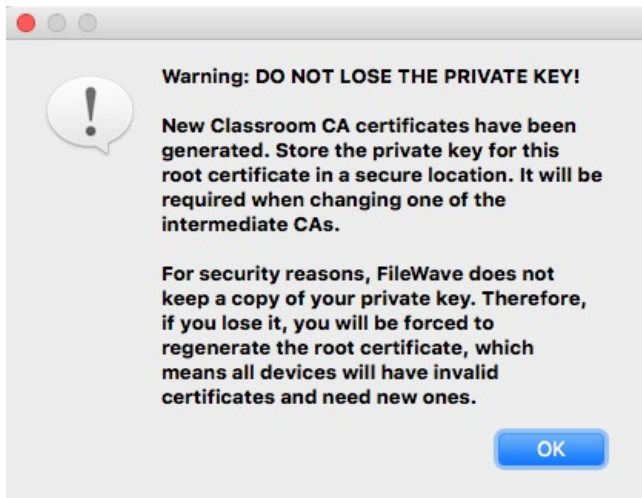 Warning: DO NOT LOSE THE PRIVATE KEY!
New Classroom CA certificates have been
generated. Store the private key for this
root certificate in a secure location. It will be
required when changing one of the
intermediate CAs.
For security reasons, FileWave does not
keep a copy of your private key. Therefore,
if you lose it, you will be forced to
regenerate the root certificate, which
means all devices will have invalid
certificates and need new ones.
OK